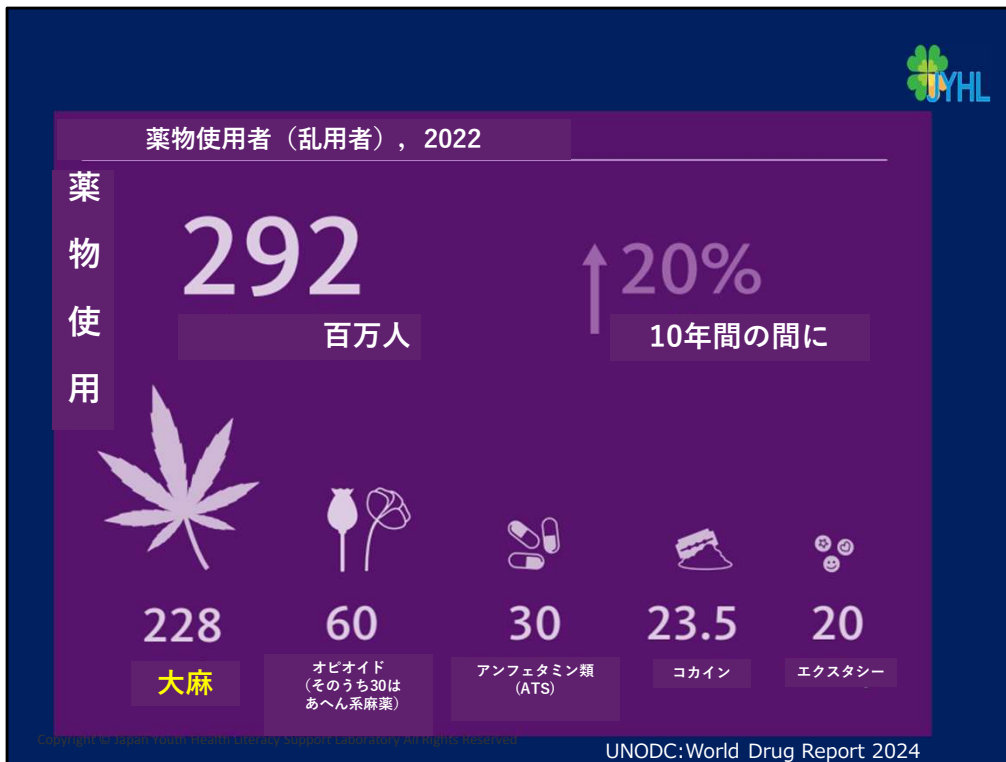 JYHL
薬物使用者（乱用者）, 2022
薬物使用
292
百万人
20%
10年間の間に
228
大麻
60
オピオイド
（そのうち30は
あへん系麻薬）
30
アンフェタミン類
(ATS)
23.5
コカイン
20
エクスタシー
Copyright © Japan Youth Health Literacy Support Laboratory All Rights Reserved
UNODC:World Drug Report 2024